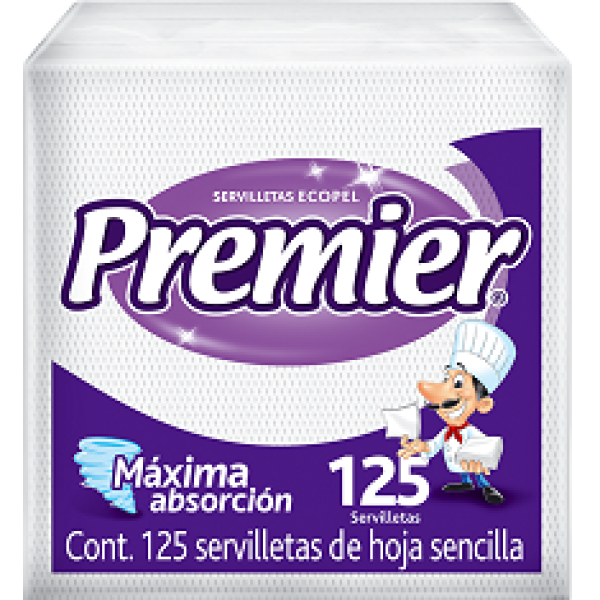 SERVILLETAS ECOPEL
Premier®
Máxima
absorción
125
Servilletas
Cont. 125 servilletas de hoja sencilla